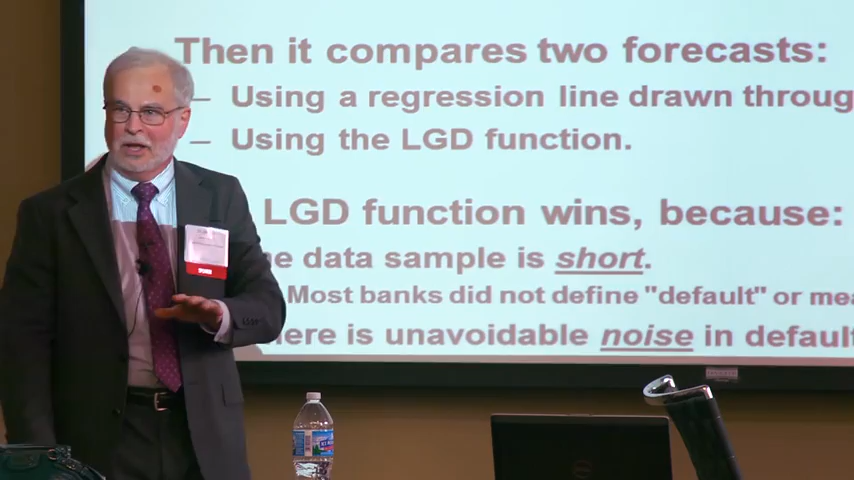 Then it compares two forecasts:
– Using a regression line drawn throug
– Using the LGD function.
LGD function wins, because:
e data sample is short.
Most banks did not define "default" or mea
ere is unavoidable noise in default